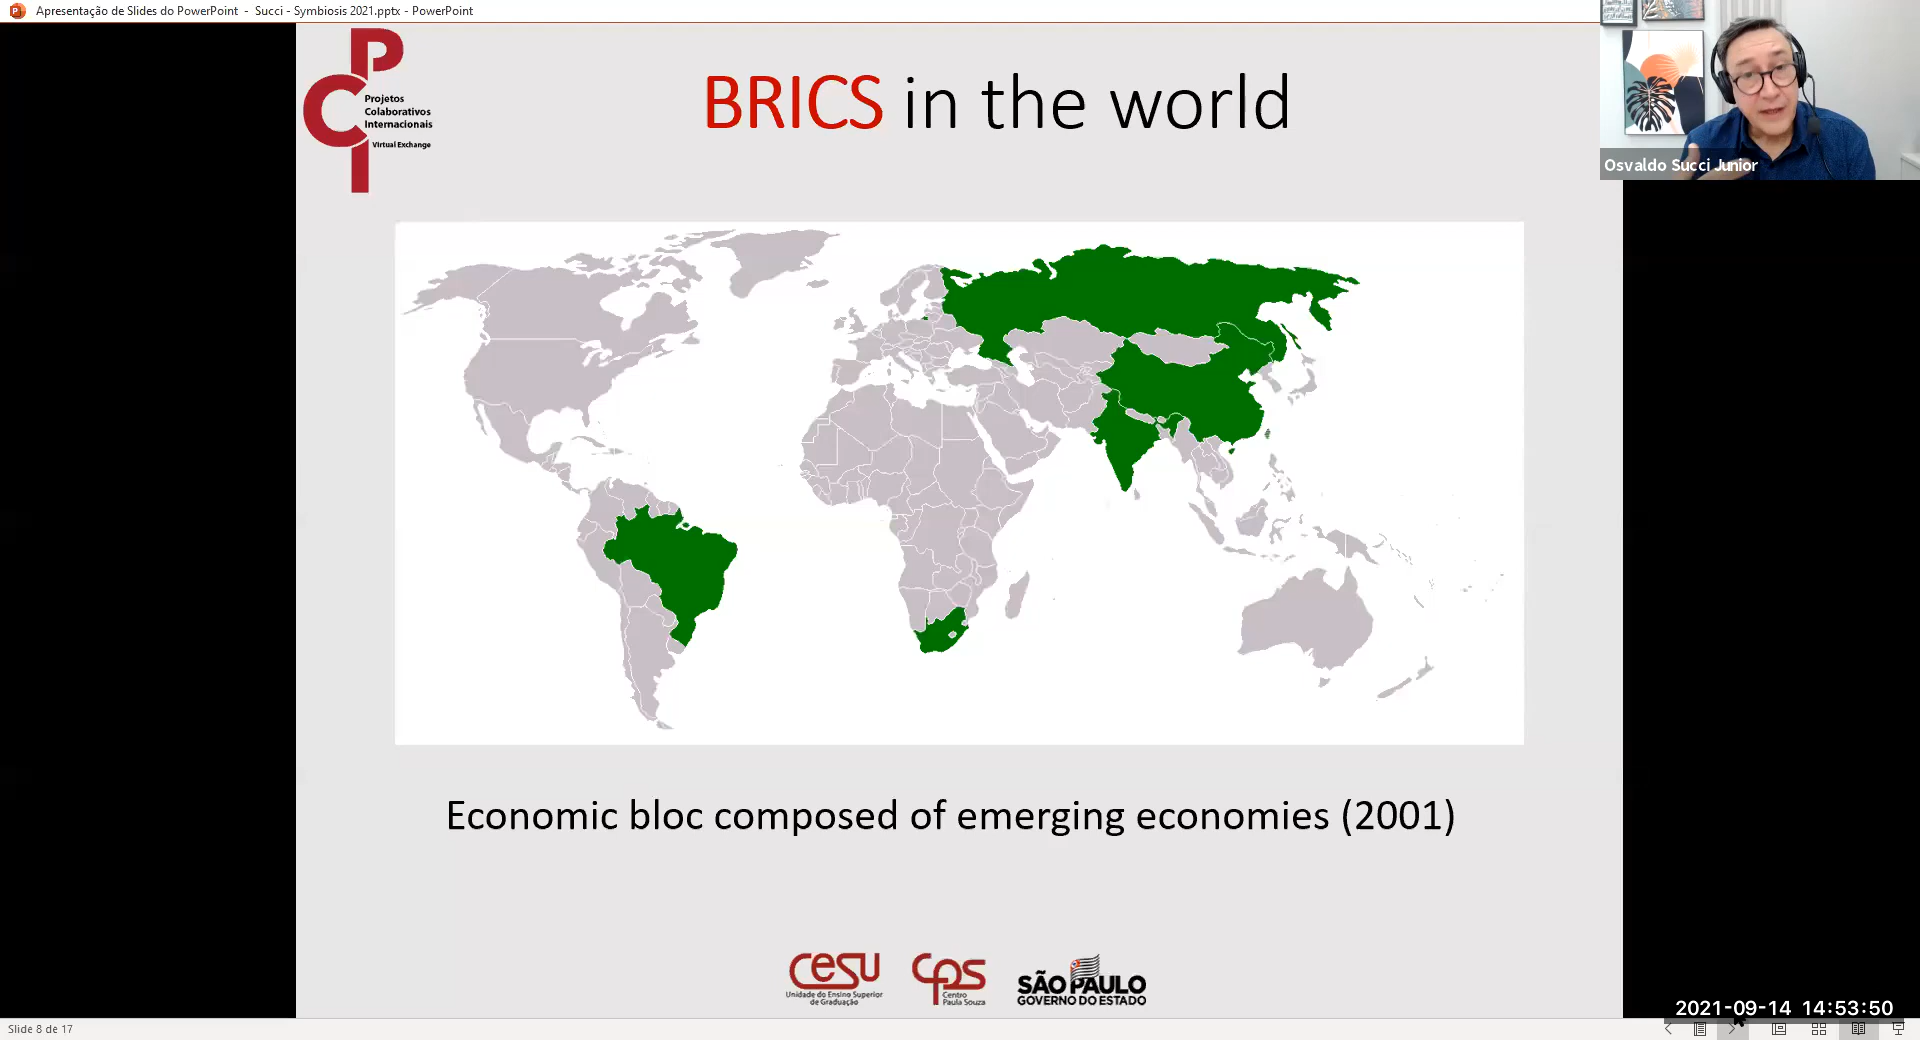 Apresentação de Slides do PowerPoint - Succi - Symbiosis 2021.pptx - PowerPoint
PCI
Projetos
Colaborativos
Internacionais
Virtual Exchange
BRICS in the world
Osvaldo Succi Junior
Economic bloc composed of emerging economies (2001)
cesu
Unidade do Ensino Superior
de Graduação
cps
Centro
Paula Souza
SÃO PAULO
GOVERNO DO ESTADO
2021-09-14 14:53:50
Slide 8 de 17